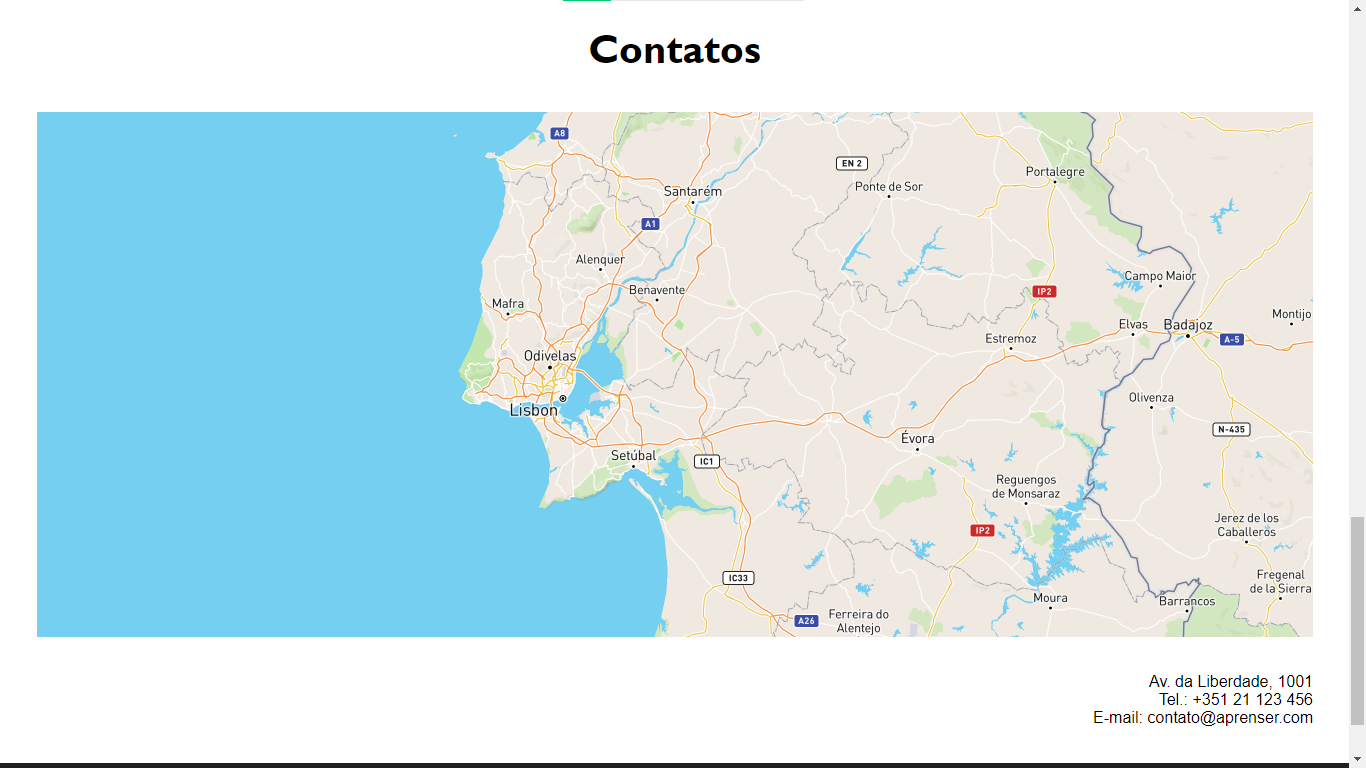 Contatos
A8
EN 2
Portalegre
Ponte de Sor
Santarém
A1
Alenquer
Campo Maior
Benavente
IP2
Mafra
Montijo
Elvas
Badajoz
A-5
Estremoz
Odivelas
Olivenza
Lisbon
N-435
Évora
Setúbal
IC1
Reguengos
de Monsaraz
Jerez de los
Caballeros
IP2
IC33
Fregenal
de la Sierra
Moura
Barrancos
A26
Ferreira do
Alentejo
Av. da Liberdade, 1001
Tel.: +351 21 123 456
E-mail: contato@aprenser.com